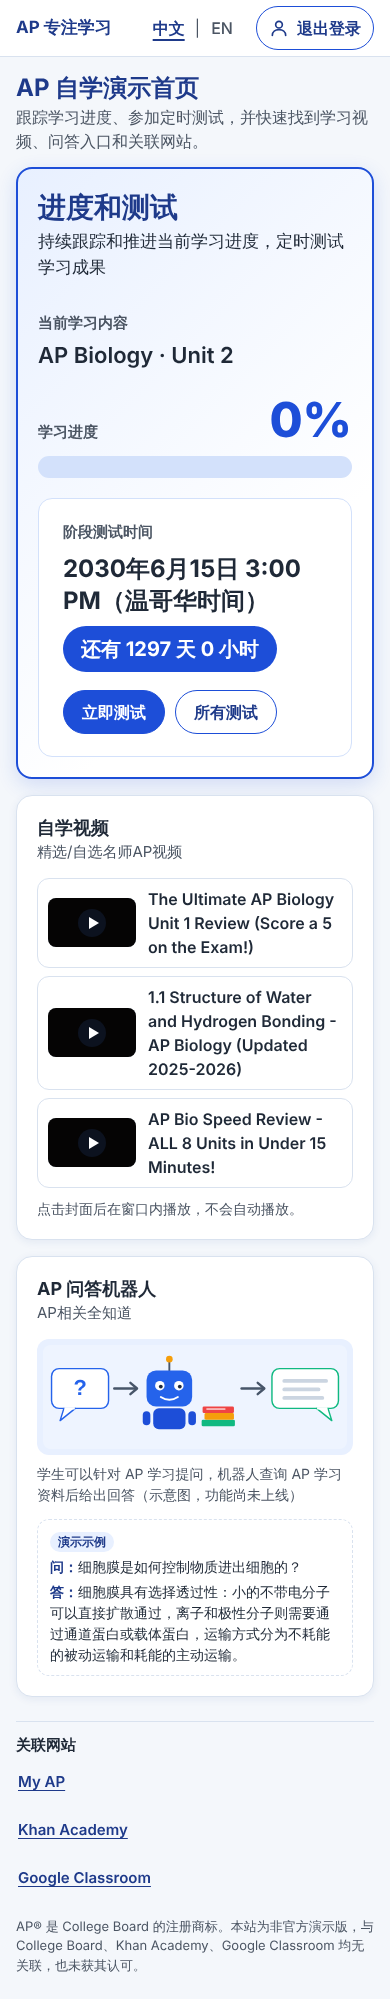 AP 专注学习
中文 | EN
退出登录
AP 自学演示首页
跟踪学习进度、参加定时测试，并快找到学习视
频、问答入口和关联网站。
进度和测试
持续跟踪和推进当前学习进度，定时测试
学习成果
当前学习内容
AP Biology · Unit 2
学习进度
0%
阶段测试时间
2030年6月15日 3:00
PM（温哥华时间）
还有 1297 天 0 小时
立即测试
所有测试
自学视频
精选/自选名师AP视频
The Ultimate AP Biology
Unit 1 Review (Score a 5
on the Exam!)
1.1 Structure of Water
and Hydrogen Bonding -
AP Biology (Updated
2025-2026)
AP Bio Speed Review -
ALL 8 Units in Under 15
Minutes!
点击封面后在窗口内播放，不会自动播放。
AP 问答机器人
AP相关全知道
?
学生可以针对 AP 学习提问，机器人查询 AP 学习
资料后给出回答（示意图，功能尚未上线）
演示示例
问：细胞膜是如何控制物质进出细胞的？
答：细胞膜具有选择透过性：小的不带电分子
可以直接扩散通过，离子和极性分子则需要通
过通道蛋白或载体蛋白，运输方式分为不耗能
的被动运输和耗能的主动运输。
关联网站
My AP
Khan Academy
Google Classroom
AP® 是 College Board 的注册商标。本站为非官方演示版，与
College Board、Khan Academy、Google Classroom 均无
关联，也未获其认可。